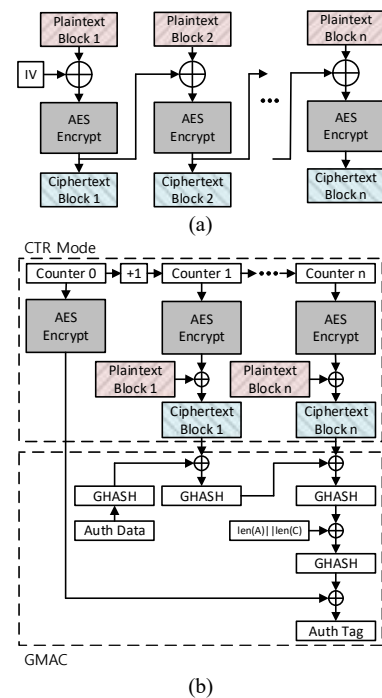 Plaintext
Block 1
Plaintext
Block 2
Plaintext
Block n
IV
AES
Encrypt
AES
Encrypt
•••
AES
Encrypt
Ciphertext
Block 1
Ciphertext
Block 2
Ciphertext
Block n
(a)
CTR Mode
Counter 0
+1
Counter 1
Counter n
AES
Encrypt
AES
Encrypt
AES
Encrypt
Plaintext
Block 1
Plaintext
Block n
Ciphertext
Block 1
Ciphertext
Block n
GHASH
GHASH
GHASH
Auth Data
len(A)||len(C)
GHASH
Auth Tag
GMAC
(b)